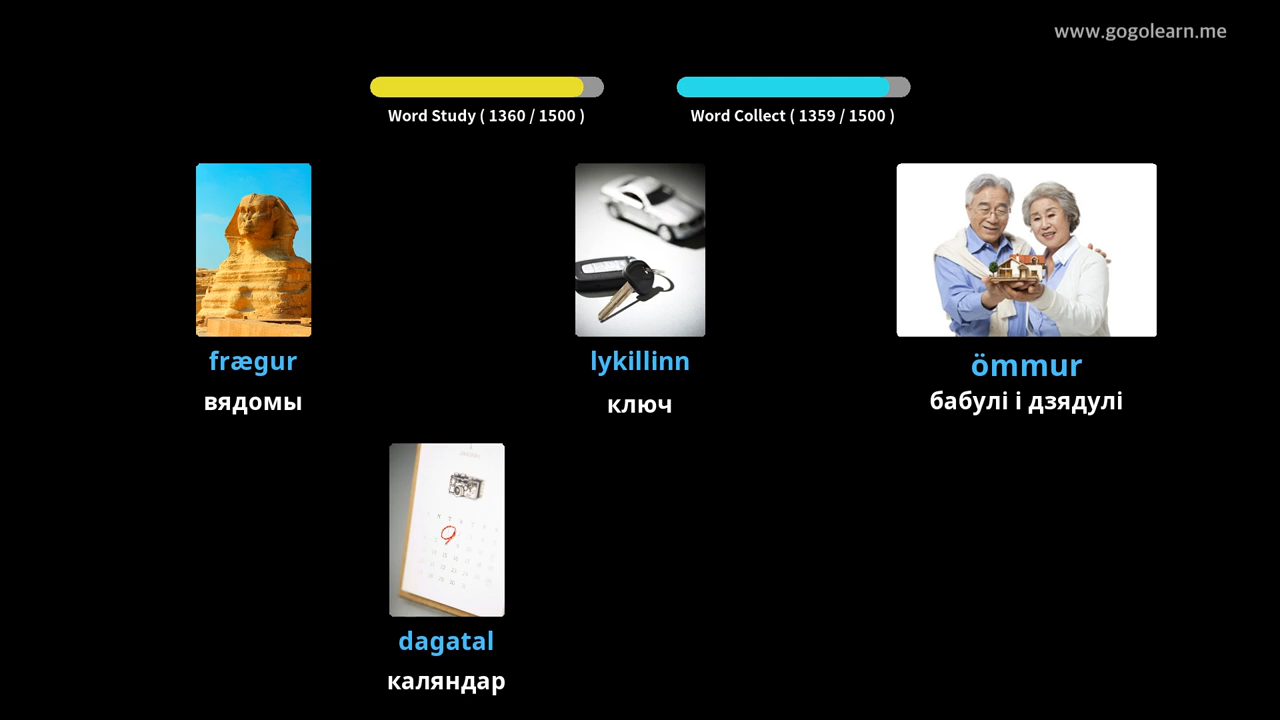 www.gogolearn.me
Word Study ( 1360 / 1500 )
Word Collect ( 1359 / 1500 )
frægur
вядомы
lykillinn
ключ
ömmur
бабулі і дзядулі
dagatal
каляндар